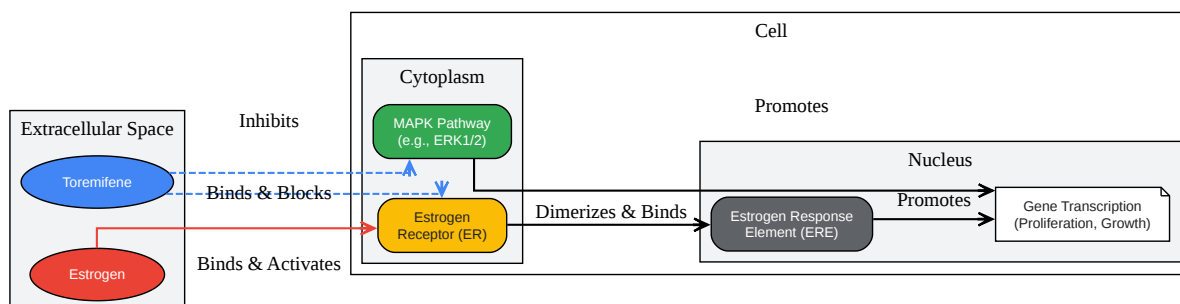 Cell
Cytoplasm
Extracellular Space
Inhibits
Promotes
MAPK Pathway
(e.g., ERK1/2)
Nucleus
Toremifene
Binds & Blocks
Promotes
Estrogen
Receptor (ER)
Dimerizes & Binds
Estrogen Response
Element (ERE)
Gene Transcription
(Proliferation, Growth)
Estrogen
Binds & Activates